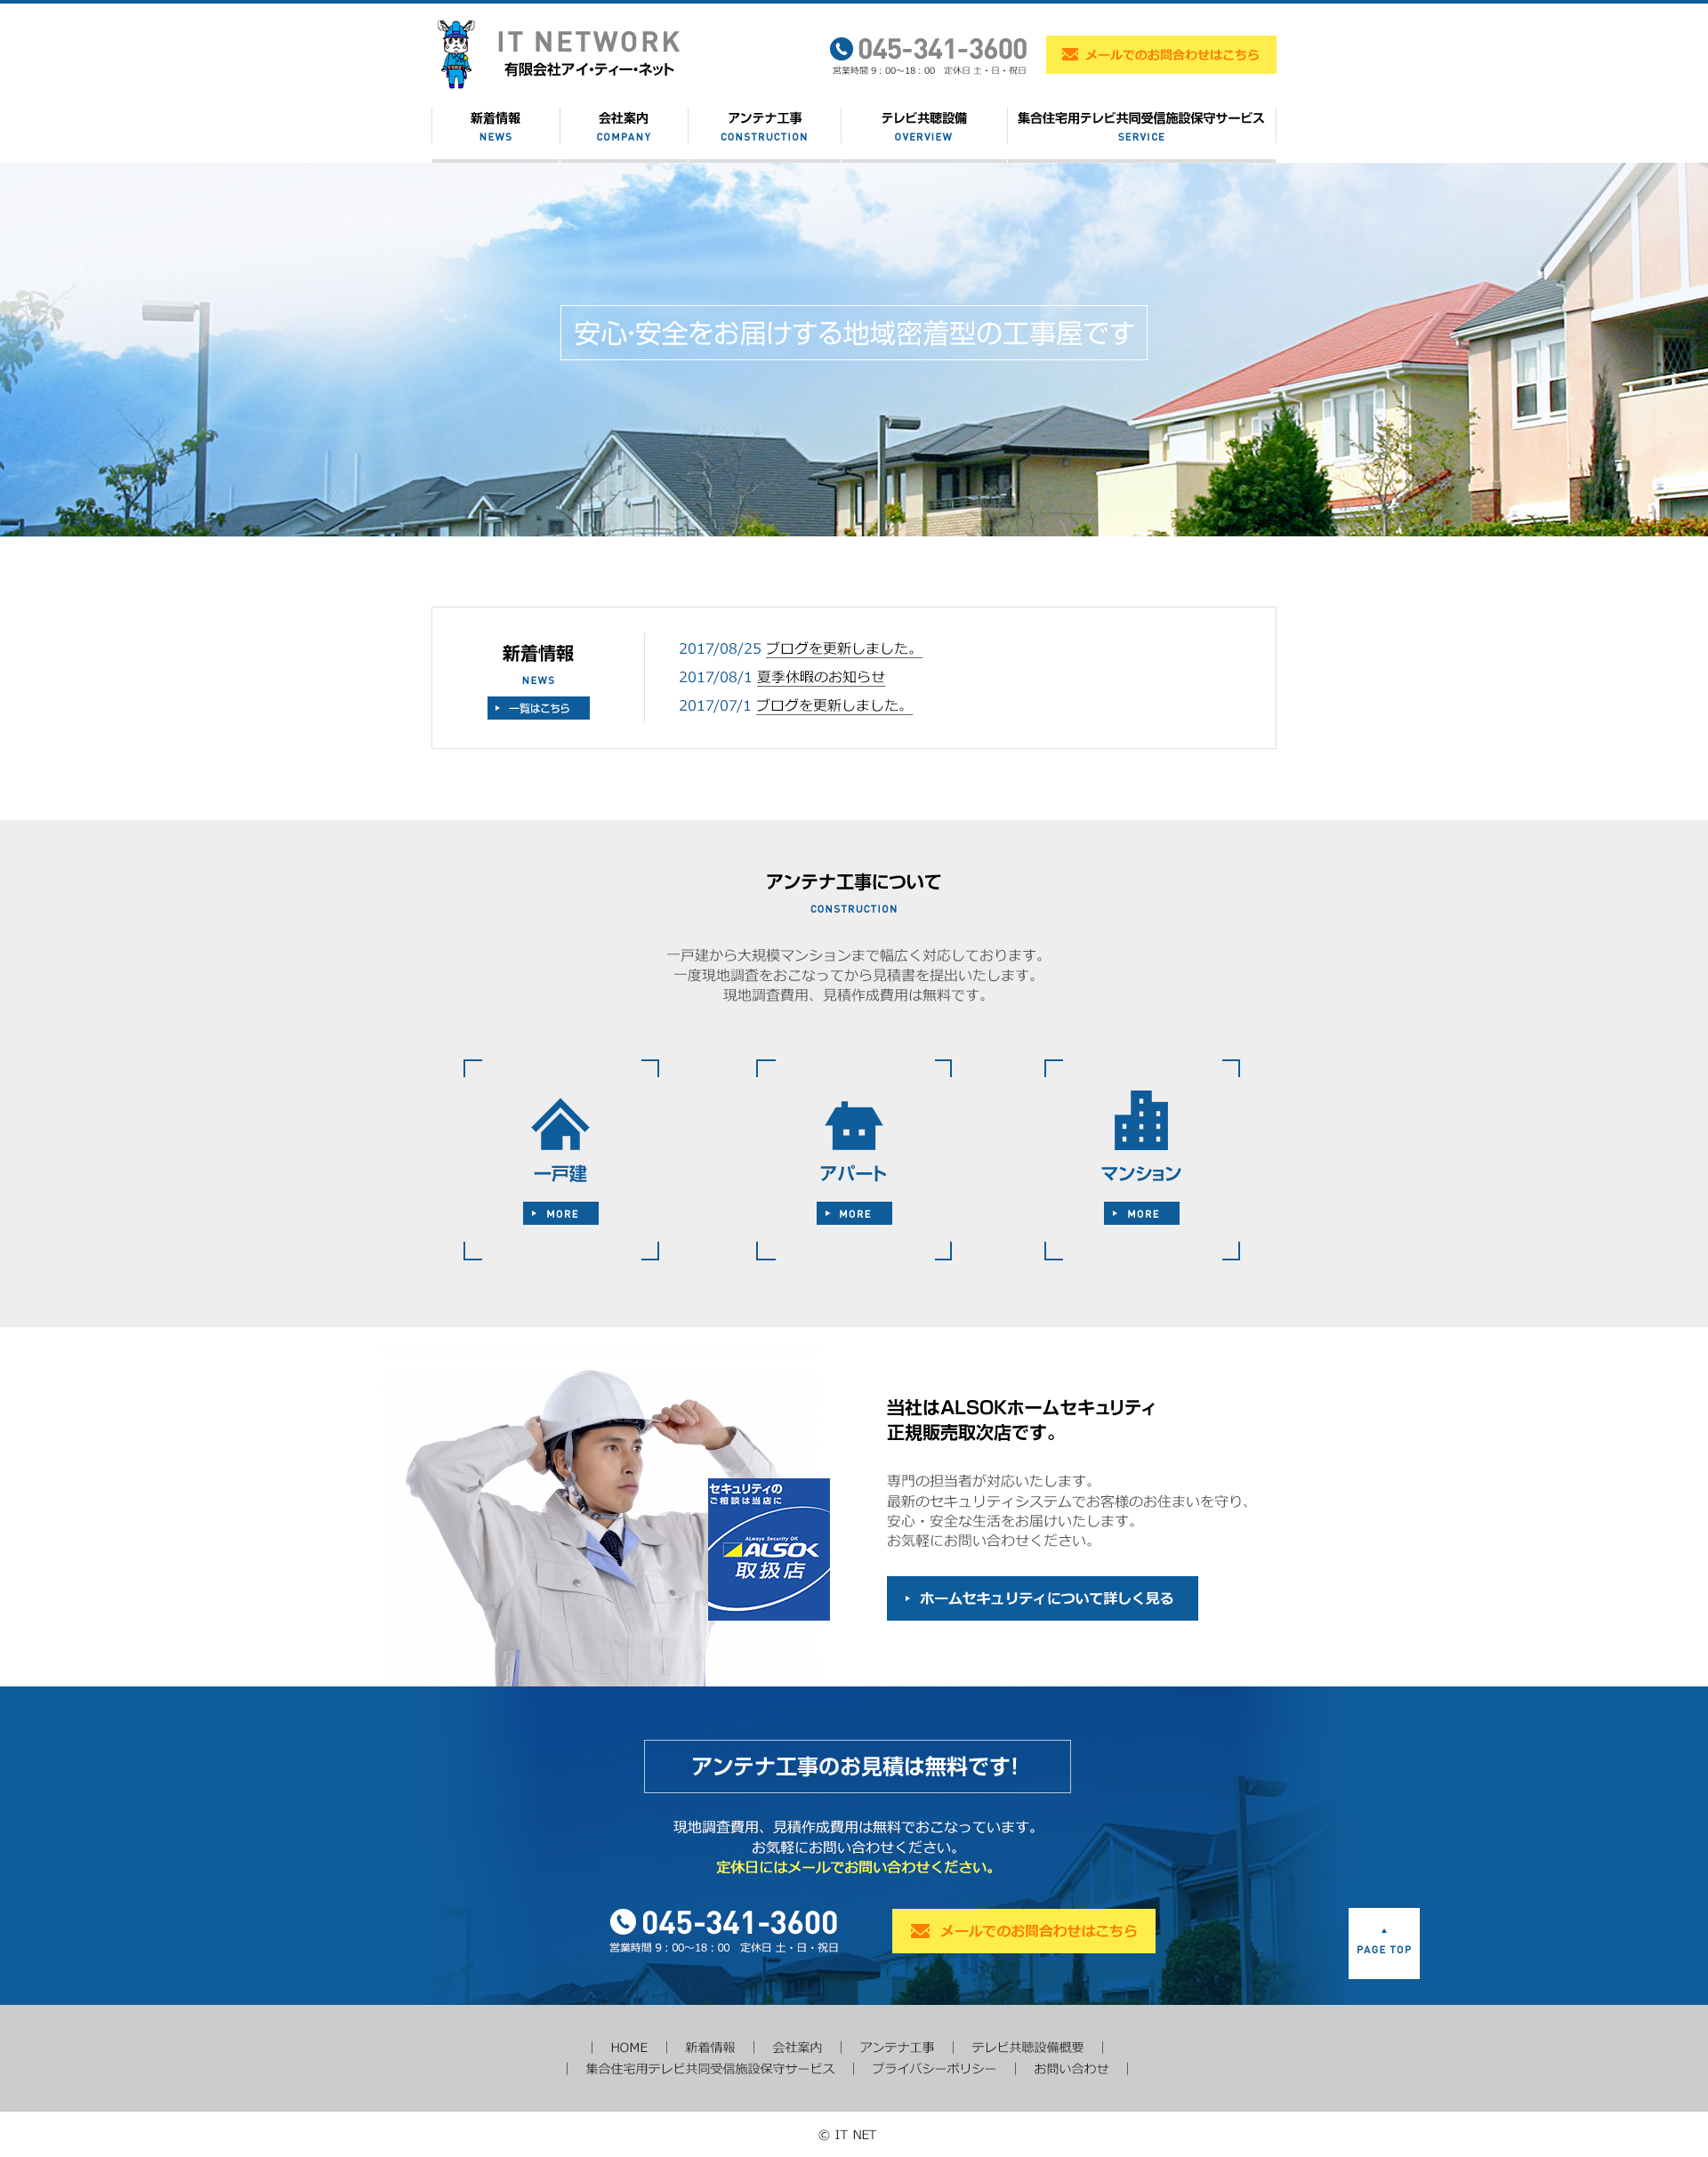 IT NETWORK
有限会社アイ・ティー・ネット
045-341-3600
営業時間 9：00～18：00　定休日 土・日・祝日
メールでのお問合わせはこちら
新着情報
NEWS
会社案内
COMPANY
アンテナ工事
CONSTRUCTION
テレビ共聴設備
OVERVIEW
集合住宅用テレビ共同受信施設保守サービス
SERVICE
安心・安全をお届けする地域密着型の工事屋です
新着情報
NEWS
一覧はこちら
2017/08/25 ブログを更新しました。
2017/08/1 夏季休暇のお知らせ
2017/07/1 ブログを更新しました。
アンテナ工事について
CONSTRUCTION
一戸建から大規模マンションまで幅広く対応しております。
一度現地調査をおこなってから見積書を提出いたします。
現地調査費用、見積作成費用は無料です。
一戸建
MORE
アパート
MORE
マンション
MORE
セキュリティの
ご相談は当店に
ALways Security OK
ALSOK
取扱店
当社はALSOKホームセキュリティ
正規販売取次店です。
専門の担当者が対応いたします。
最新のセキュリティシステムでお客様のお住まいを守り、
安心・安全な生活をお届けいたします。
お気軽にお問い合わせください。
ホームセキュリティについて詳しく見る
アンテナ工事のお見積は無料です！
現地調査費用、見積作成費用は無料でおこなっています。
お気軽にお問い合わせください。
定休日にはメールでお問い合わせください。
045-341-3600
営業時間 9：00～18：00　定休日 土・日・祝日
メールでのお問合わせはこちら
PAGE TOP
｜ HOME ｜ 新着情報 ｜ 会社案内 ｜ アンテナ工事 ｜ テレビ共聴設備概要 ｜
｜ 集合住宅用テレビ共同受信施設保守サービス ｜ プライバシーポリシー ｜ お問い合わせ ｜
© IT NET